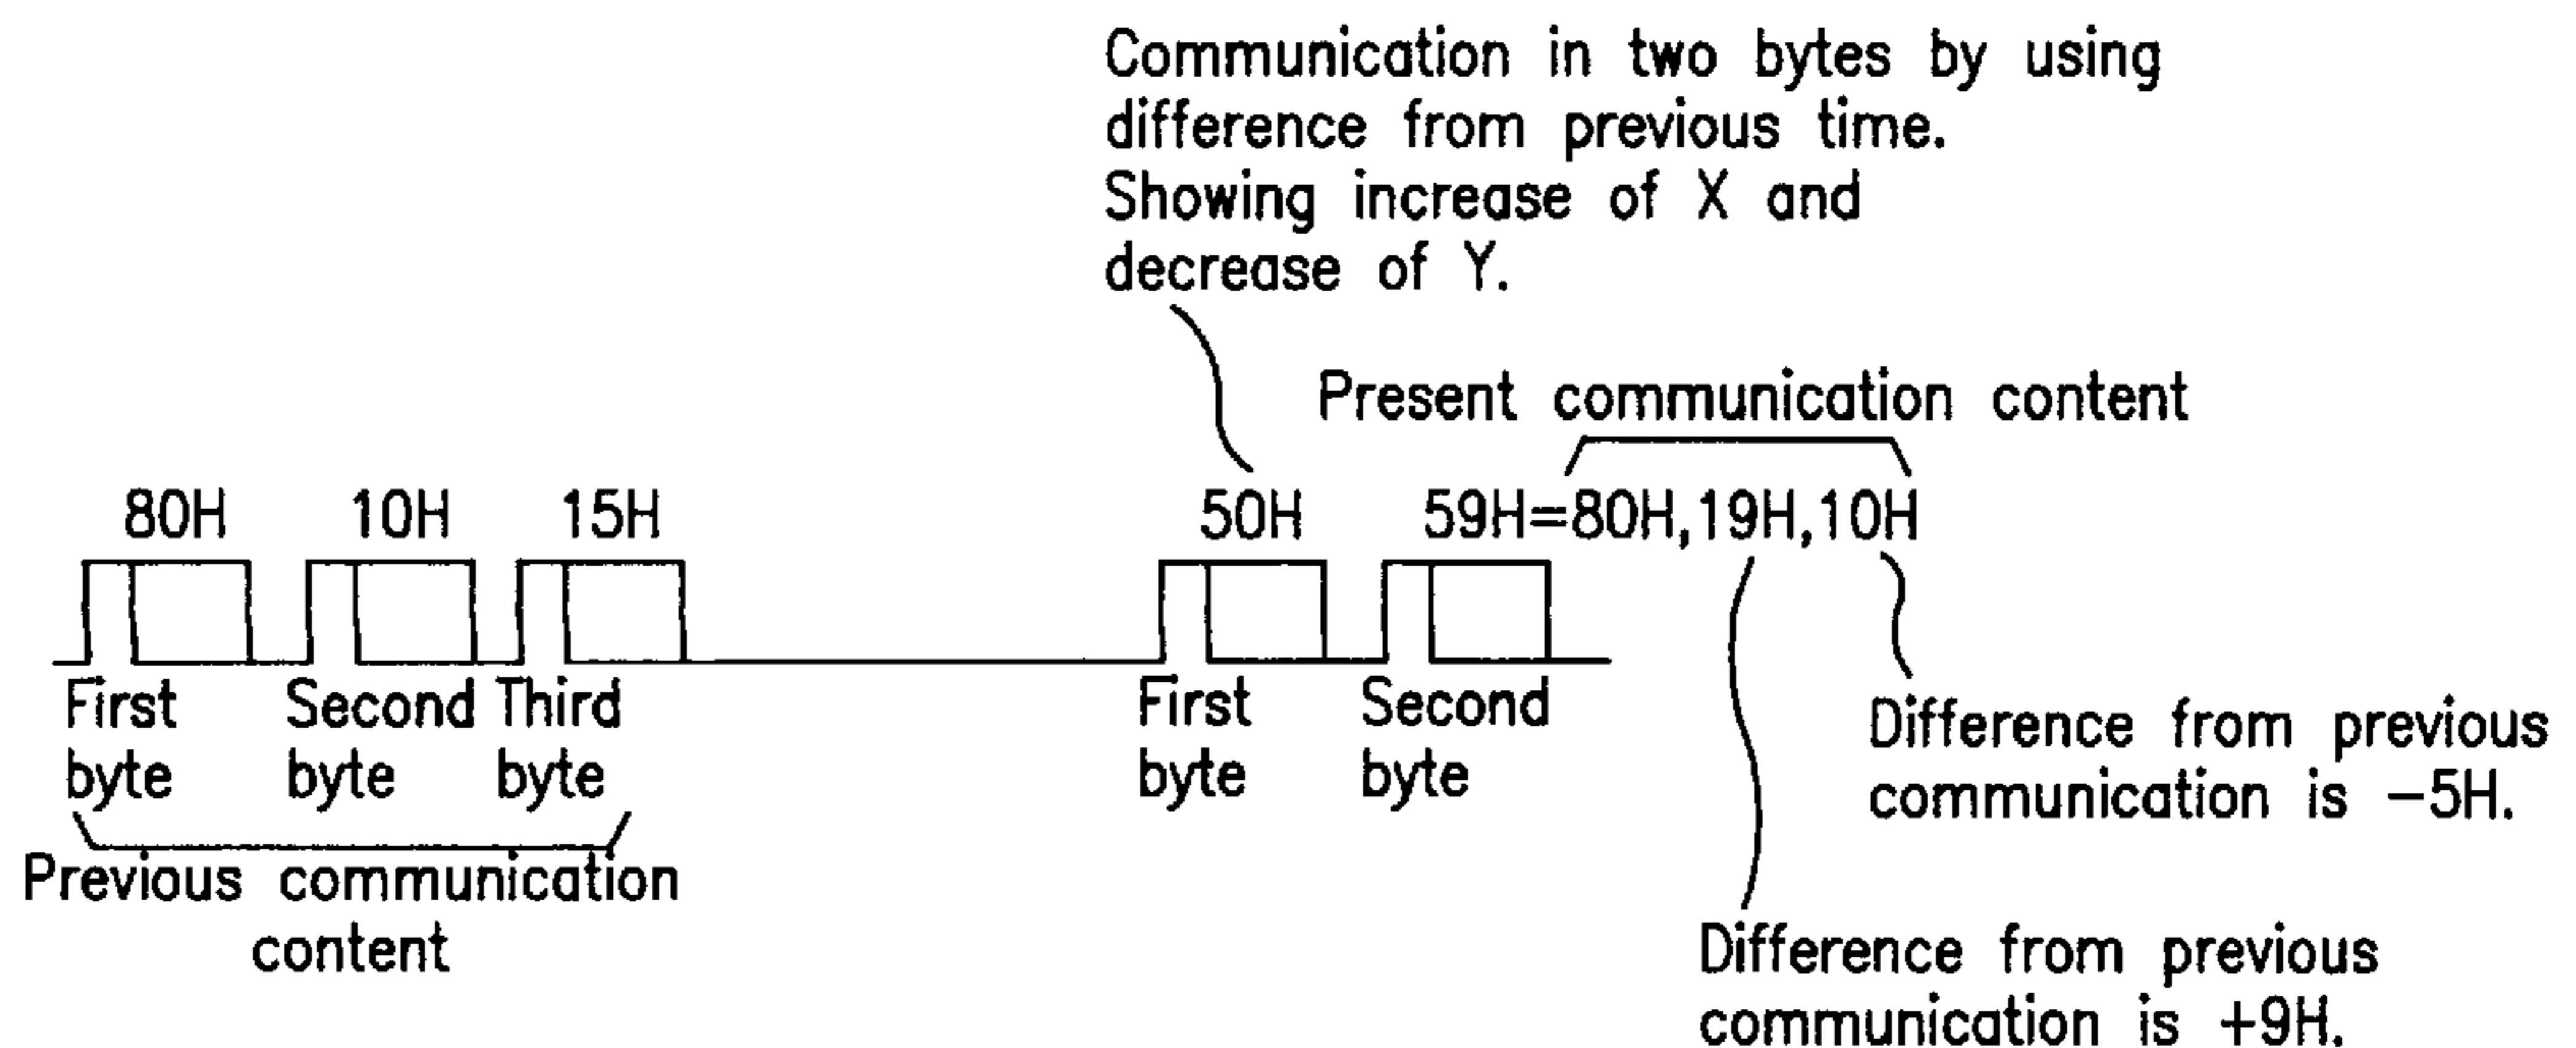 Communication in two bytes by using
difference from previous time.
Showing increase of X and
decrease of Y.
Present communication content
80H 10H 15H 50H 59H=80H,19H,10H
First byte
Second byte
Third byte
First byte
Second byte
Previous communication
content
Difference from previous
communication is −5H.
Difference from previous
communication is +9H.